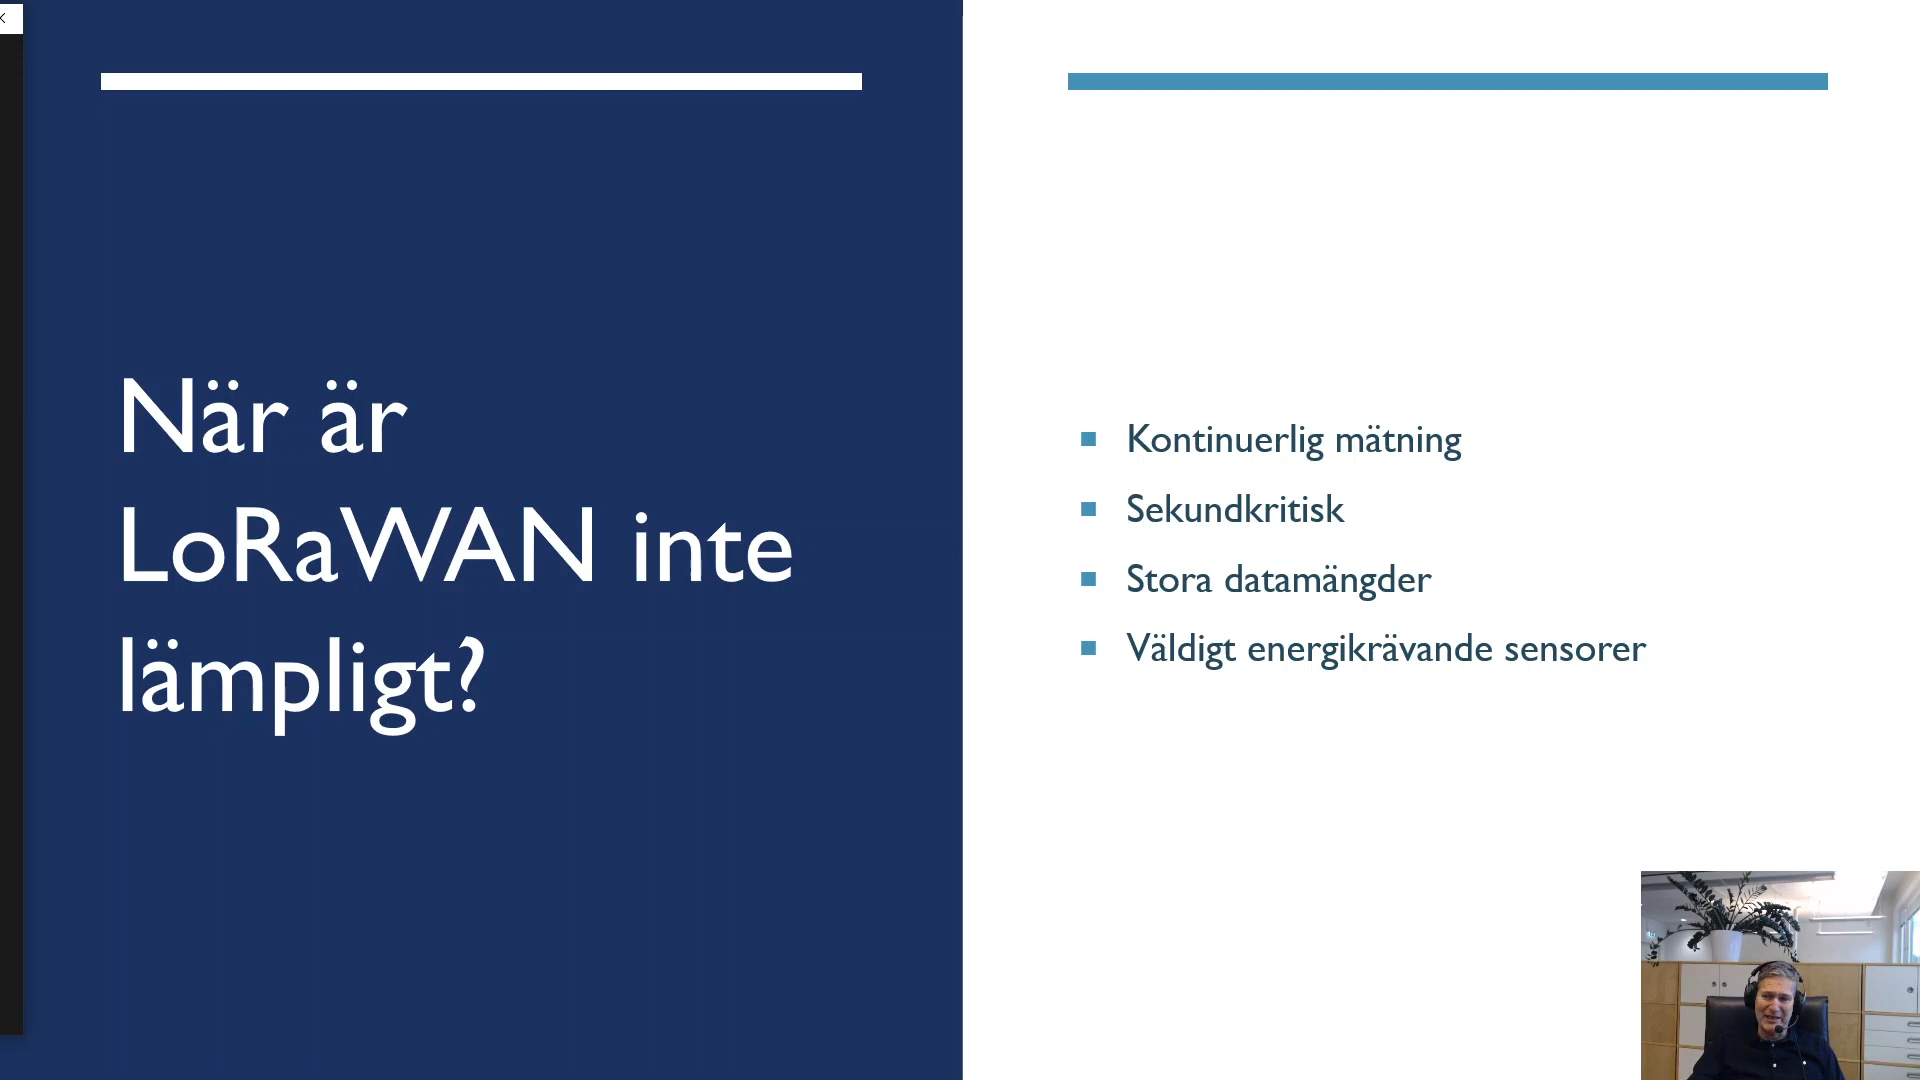 När är
LoRaWAN inte
lämpligt?
Kontinuerlig mätning
Sekundkritisk
Stora datamängder
Väldigt energikrävande sensorer